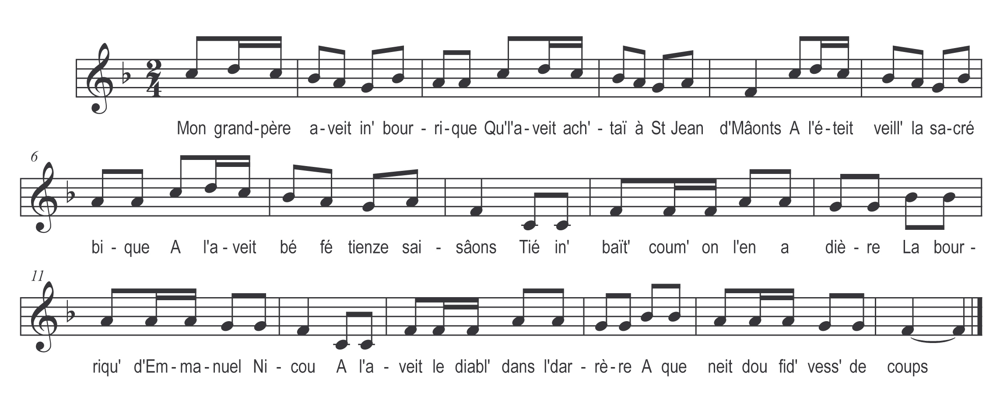 Mon grand-père a-veit in' bour - ri-que Qu'l'a-veit ach' - taï à St Jean d'Mâonts A l'é-teit veill' la sa-cré
6
bi - que A l'a - veit bé fé tienze sai - sâons Tié in' baït' coum' on l'en a diè - re La bour -
11
riqu' d'Em-ma-nuel Ni - cou A l'a - veit le diabl' dans l'dar - rè-re A que neit dou fid' vess' de coups